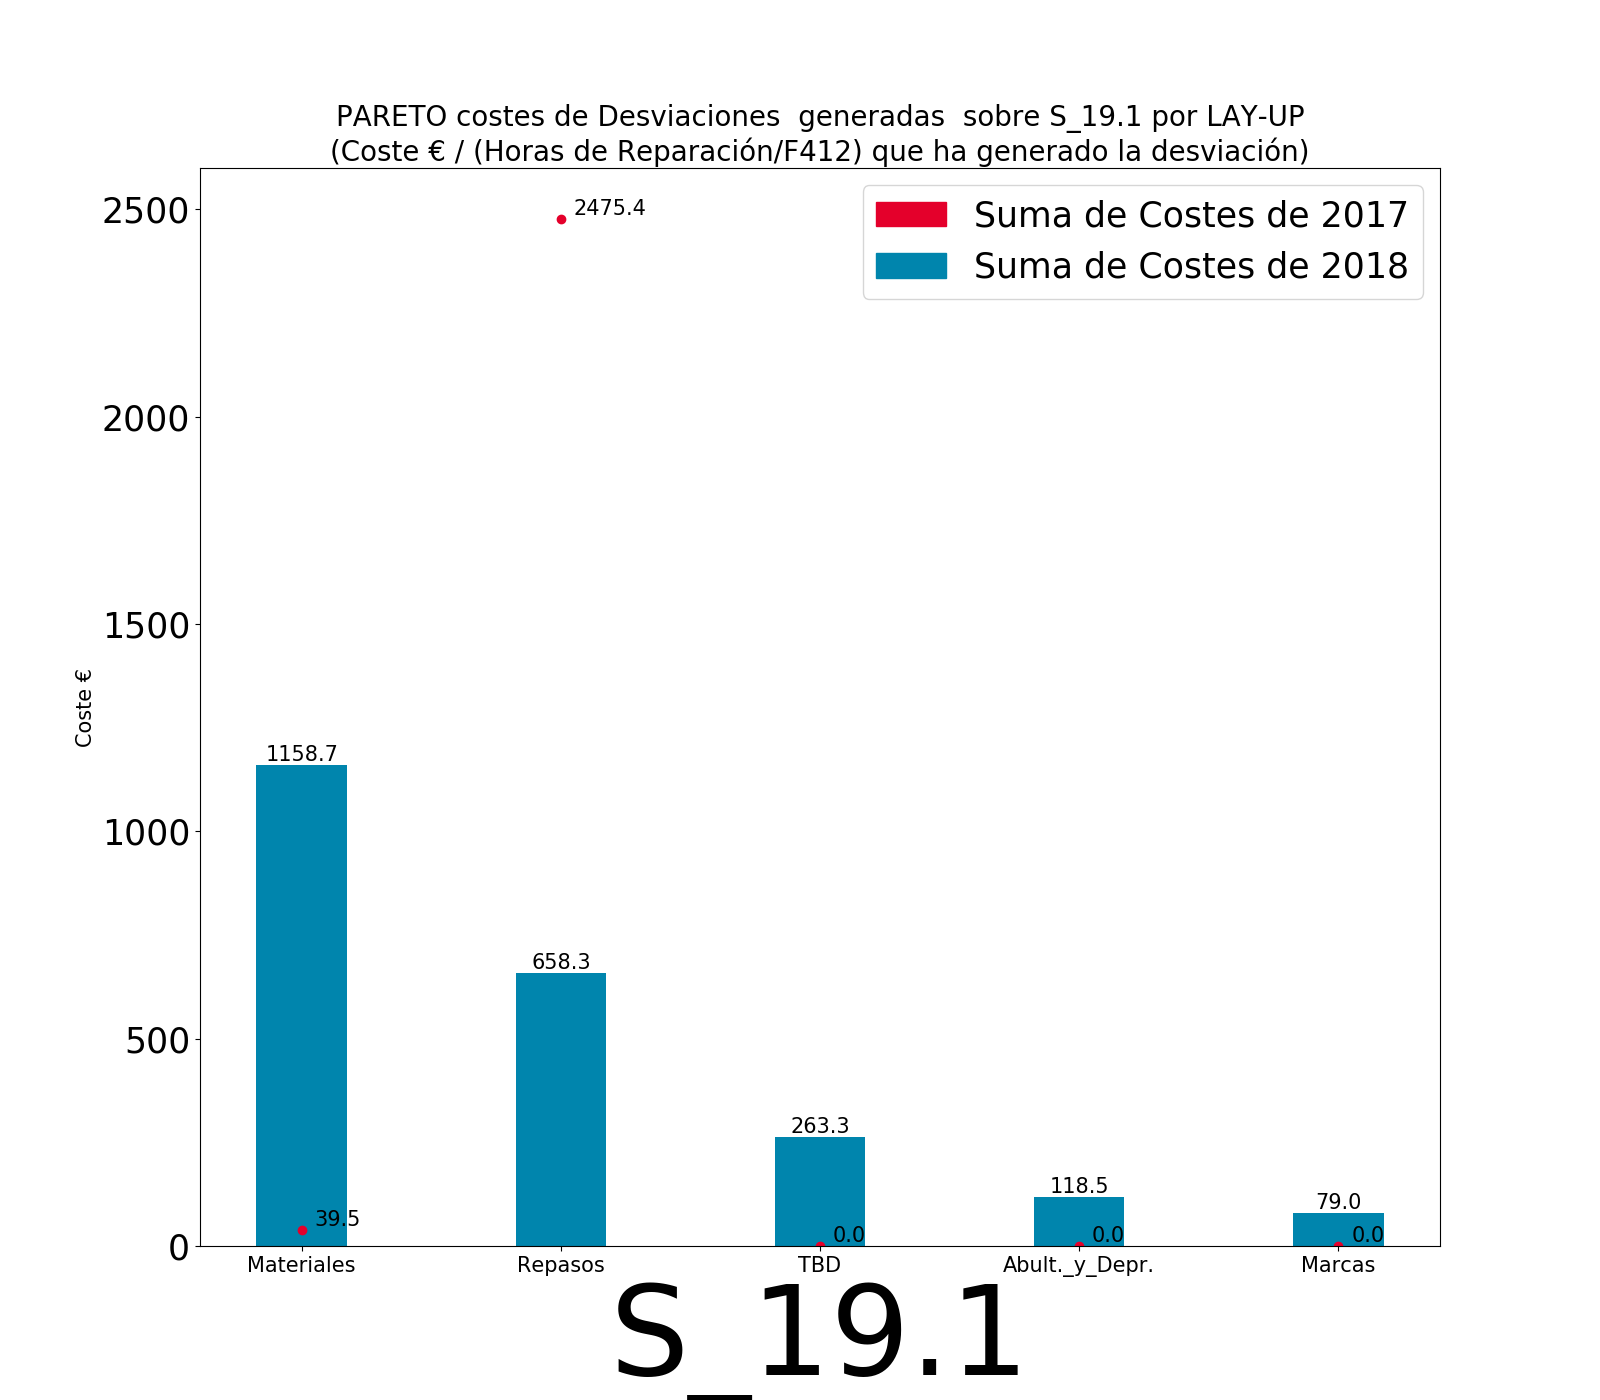 PARETO costes de Desviaciones  generadas  sobre S_19.1 por LAY-UP
(Coste € / (Horas de Reparación/F412) que ha generado la desviación)
Suma de Costes de 2017
Suma de Costes de 2018
2500
2000
1500
1000
500
0
Coste €
2475.4
1158.7
658.3
263.3
118.5
79.0
39.5
0.0
0.0
0.0
Materiales
Repasos
TBD
Abult._y_Depr.
Marcas
S_19.1